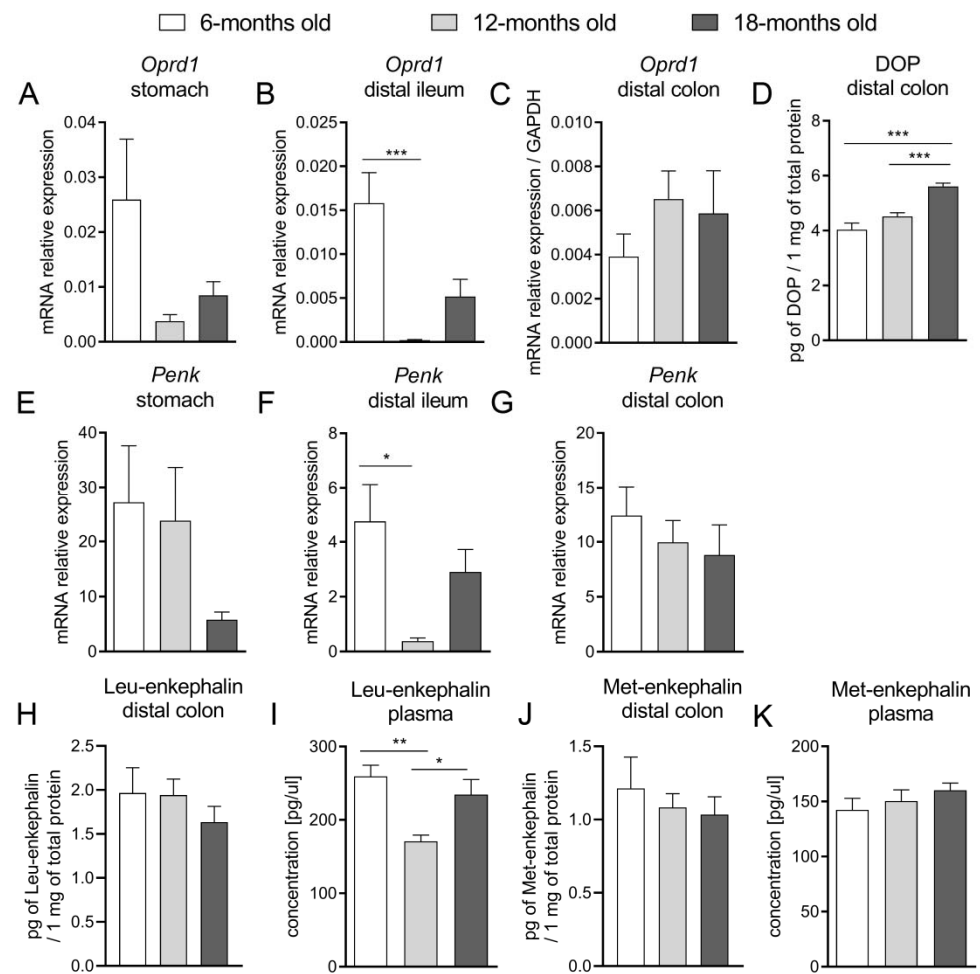 6-months old 12-months old 18-months old
A
Oprd1
stomach
mRNA relative expression
0.04
0.03
0.02
0.01
0.00
B
Oprd1
distal ileum
mRNA relative expression
0.025
0.020
0.015
0.010
0.005
0.000
***
C
Oprd1
distal colon
mRNA relative expression / GAPDH
0.010
0.008
0.006
0.004
0.002
0.000
D
DOP
distal colon
pg of DOP / 1 mg of total protein
8
6
4
2
0
***
***
E
Penk
stomach
mRNA relative expression
40
30
20
10
0
F
Penk
distal ileum
mRNA relative expression
8
6
4
2
0
*
G
Penk
distal colon
mRNA relative expression
20
15
10
5
0
H
Leu-enkephalin
distal colon
pg of Leu-enkephalin
/ 1 mg of total protein
2.5
2.0
1.5
1.0
0.5
0.0
I
Leu-enkephalin
plasma
concentration [pg/ul]
300
200
100
0
**
*
J
Met-enkephalin
distal colon
pg of Met-enkephalin
/ 1 mg of total protein
1.5
1.0
0.5
0.0
K
Met-enkephalin
plasma
concentration [pg/ul]
200
150
100
50
0